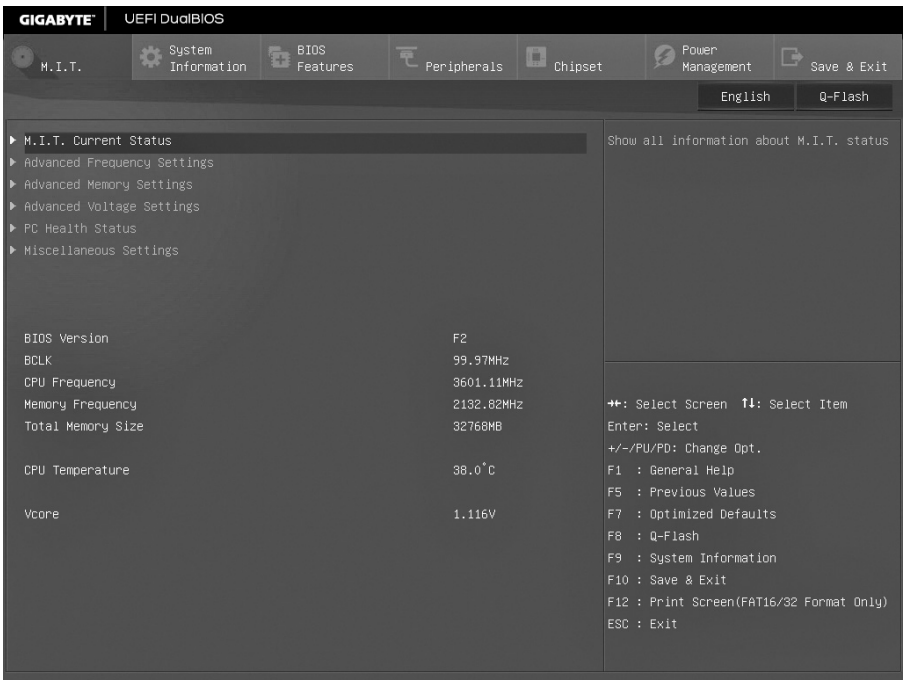 GIGABYTE™ UEFI DualBIOS
M.I.T.
System Information
BIOS Features
Peripherals
Chipset
Power Management
Save & Exit
English
Q-Flash
M.I.T. Current Status
Advanced Frequency Settings
Advanced Memory Settings
Advanced Voltage Settings
PC Health Status
Miscellaneous Settings
Show all information about M.I.T. status
BIOS Version F2
BCLK 99.97MHz
CPU Frequency 3601.11MHz
Memory Frequency 2132.82MHz
Total Memory Size 32768MB
CPU Temperature 38.0°C
Vcore 1.116V
→←: Select Screen ↑↓: Select Item
Enter: Select
+/-/PU/PD: Change Opt.
F1 : General Help
F5 : Previous Values
F7 : Optimized Defaults
F8 : Q-Flash
F9 : System Information
F10 : Save & Exit
F12 : Print Screen(FAT16/32 Format Only)
ESC : Exit